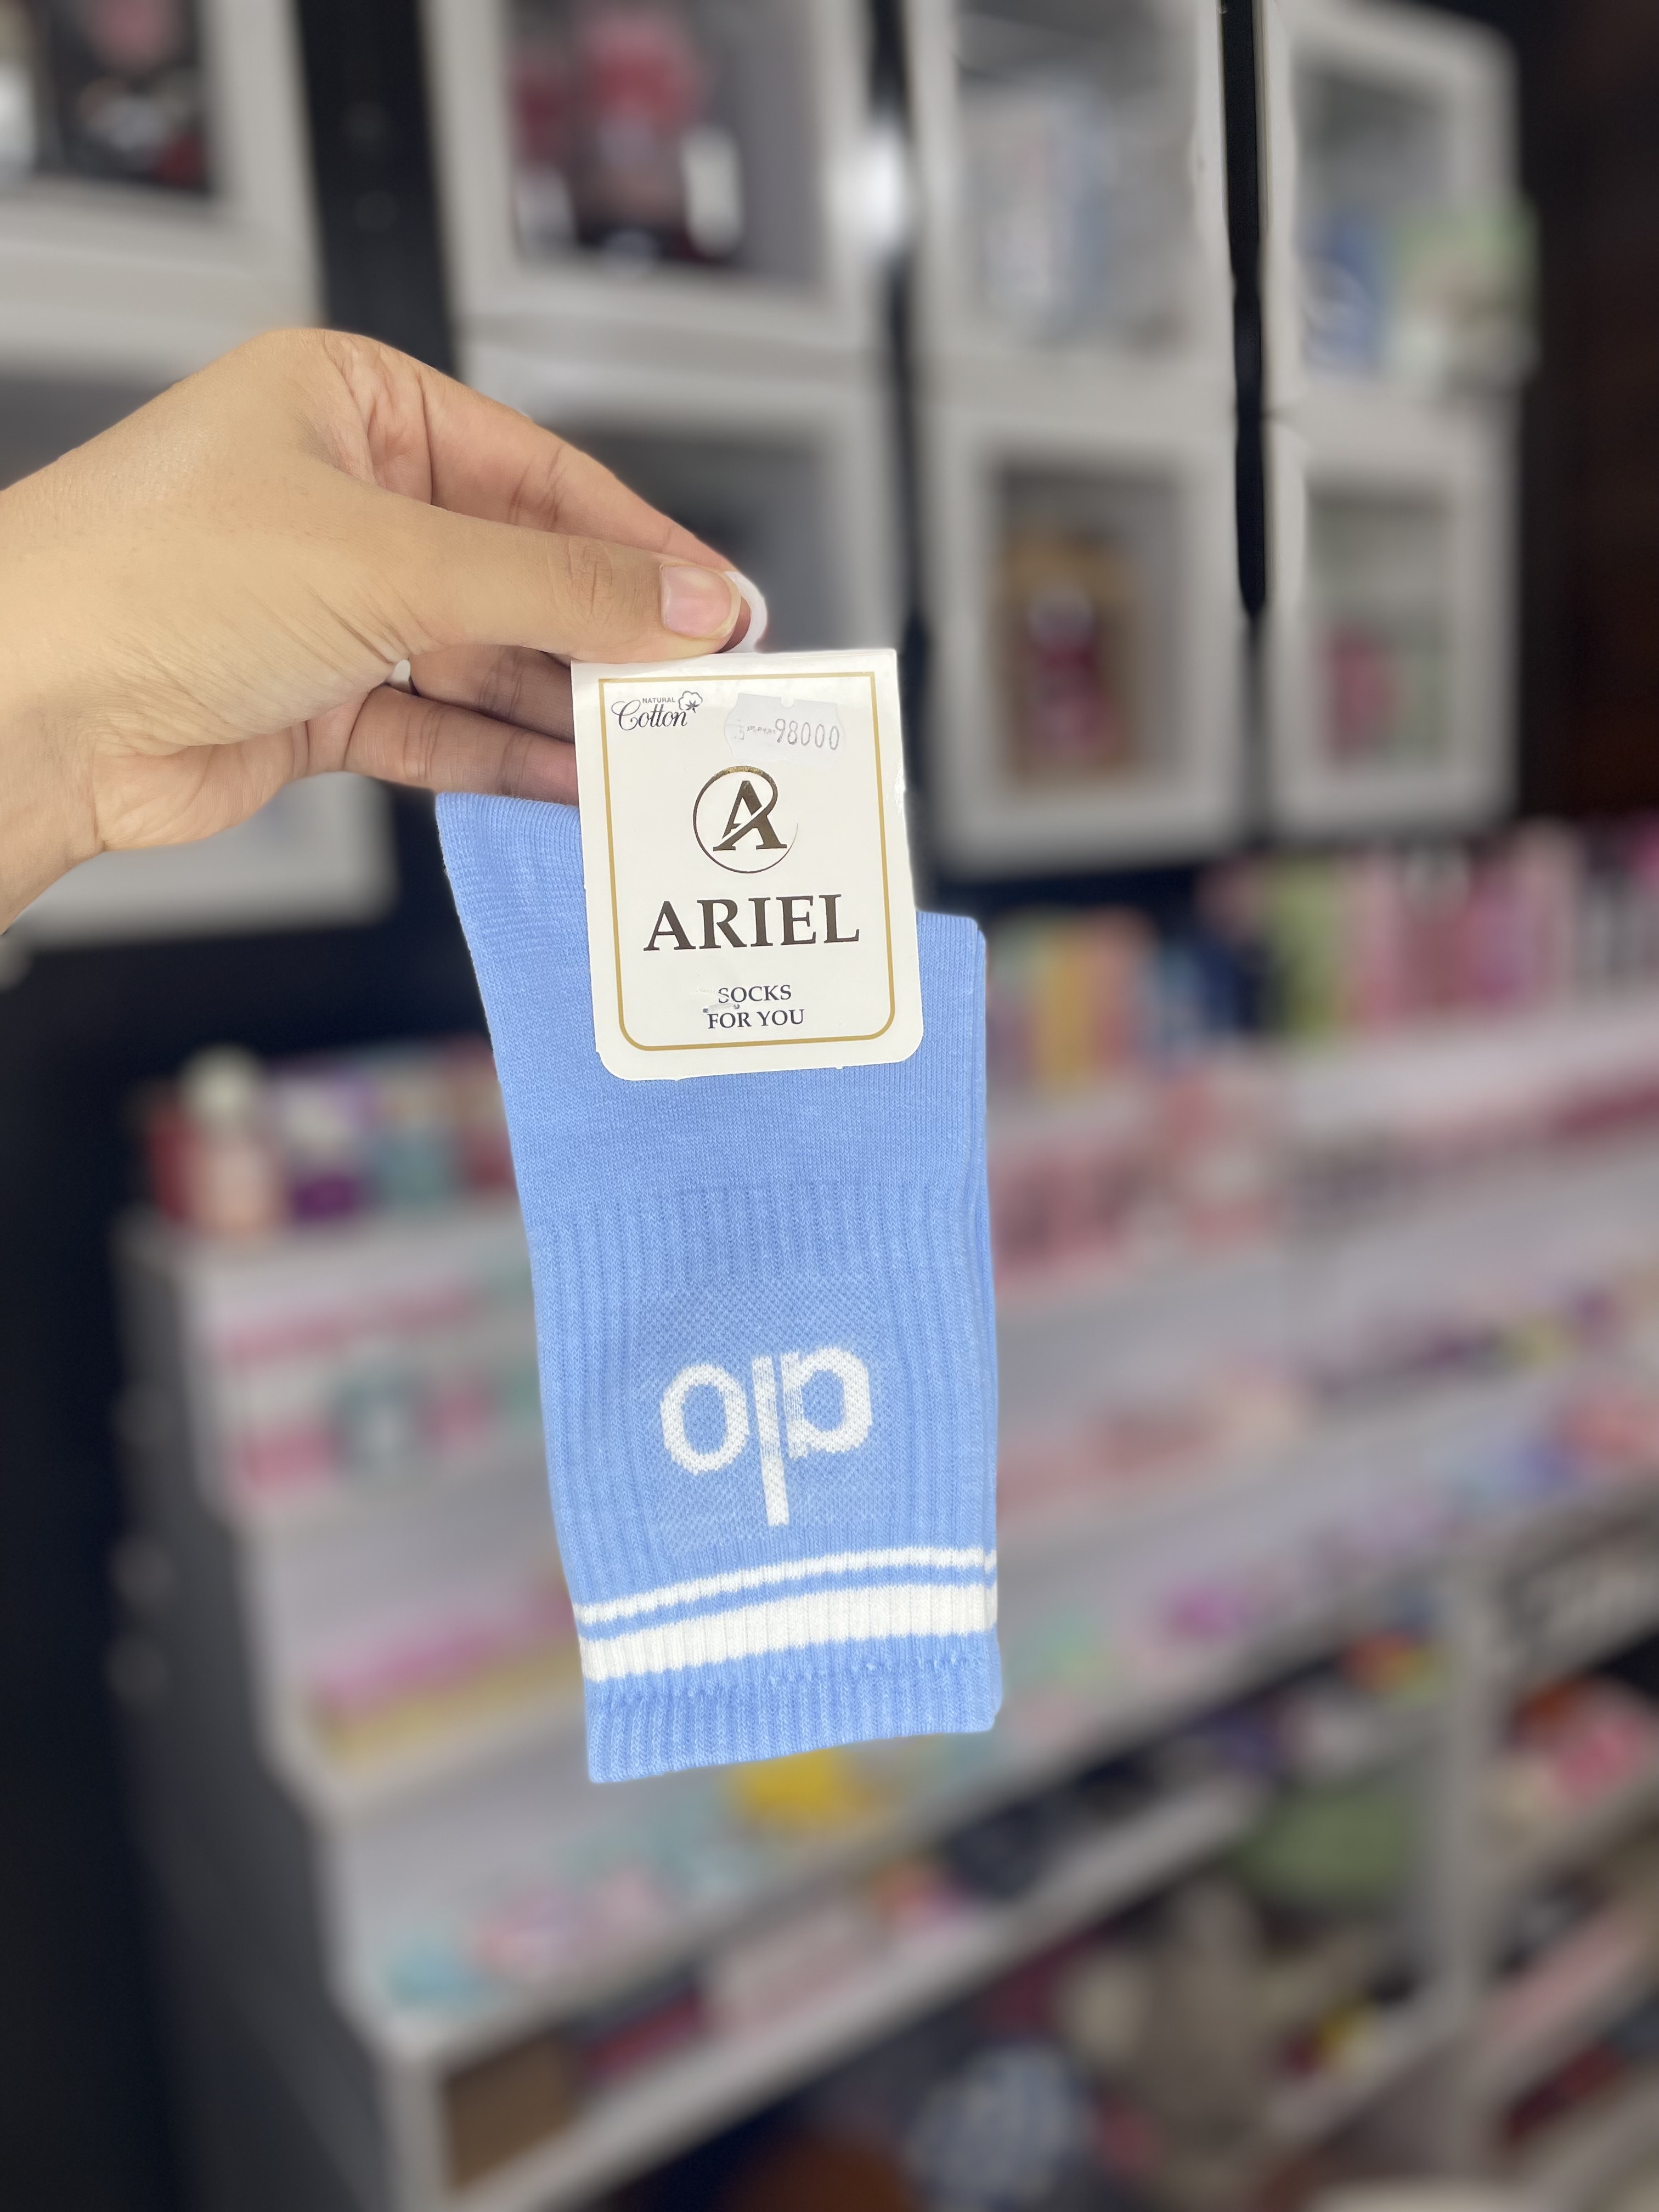 NATURAL
Cotton
98000
A
ARIEL
SOCKS
FOR YOU
alo